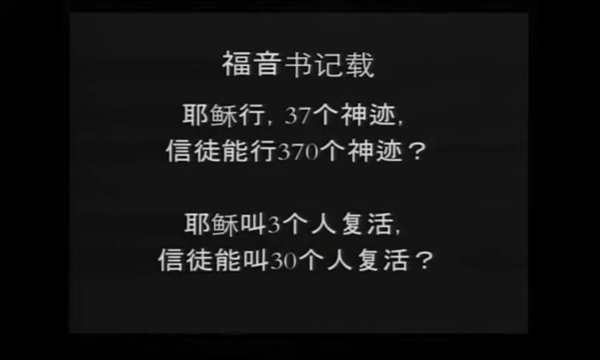 福音书记载
耶稣行, 37个神迹,
信徒能行370个神迹？
耶稣叫3个人复活,
信徒能叫30个人复活？